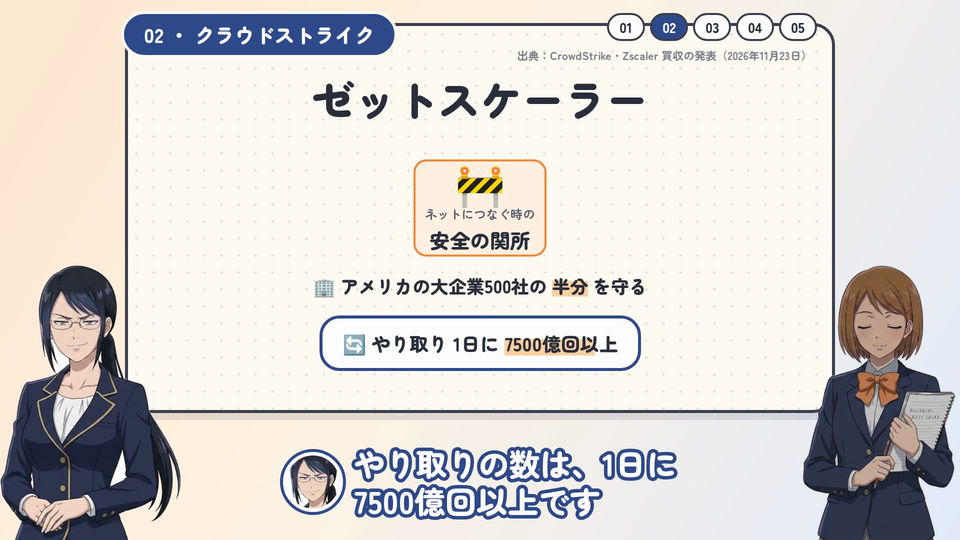 02 ・ クラウドストライク
01 02 03 04 05
出典：CrowdStrike・Zscaler 買収の発表（2026年11月23日）
ゼットスケーラー
ネットにつなぐ時の
安全の関所
アメリカの大企業500社の 半分 を守る
やり取り 1日に 7500億回以上
やり取りの数は、1日に
7500億回以上です